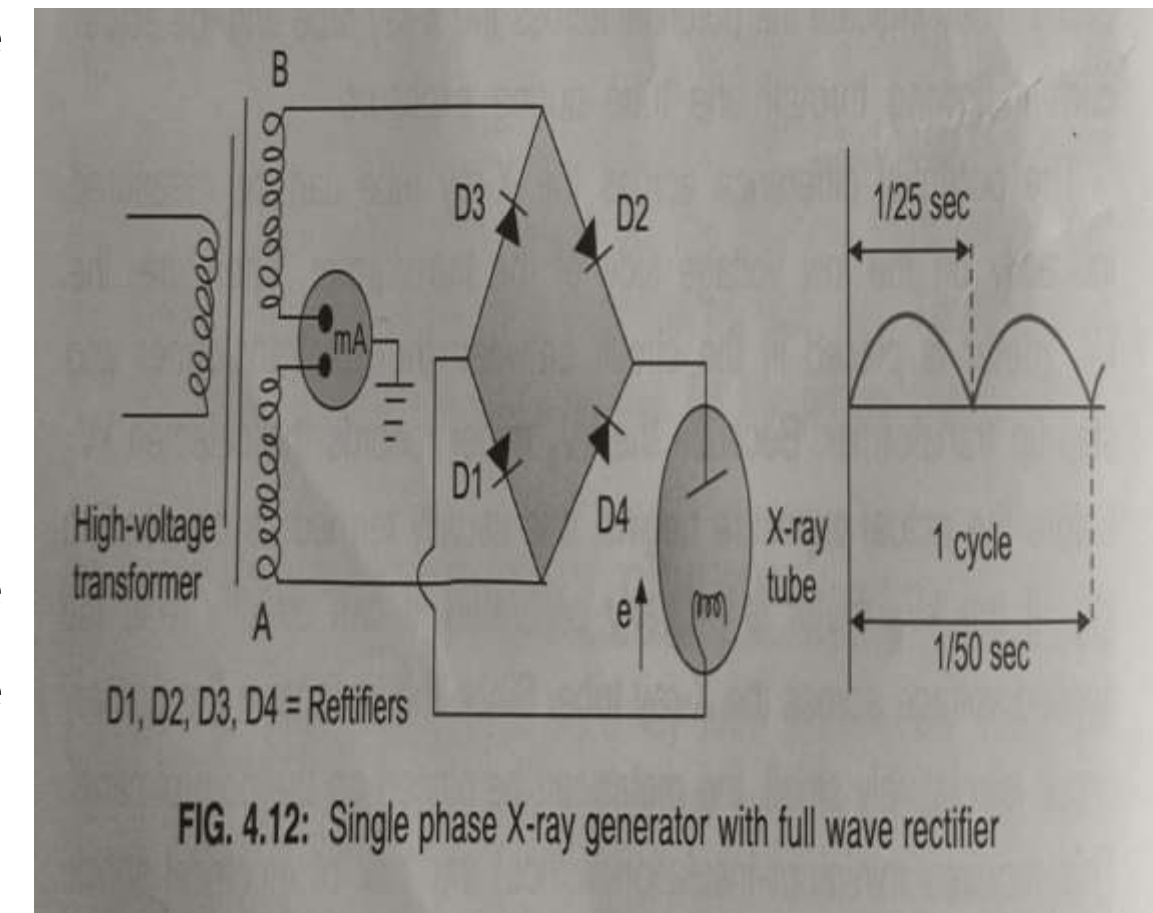 B
D3
D2
mA
D1
D4
High-voltage
transformer
A
e
X-ray
tube
D1, D2, D3, D4 = Reftifiers
1/25 sec
1 cycle
1/50 sec
FIG. 4.12: Single phase X-ray generator with full wave rectifier